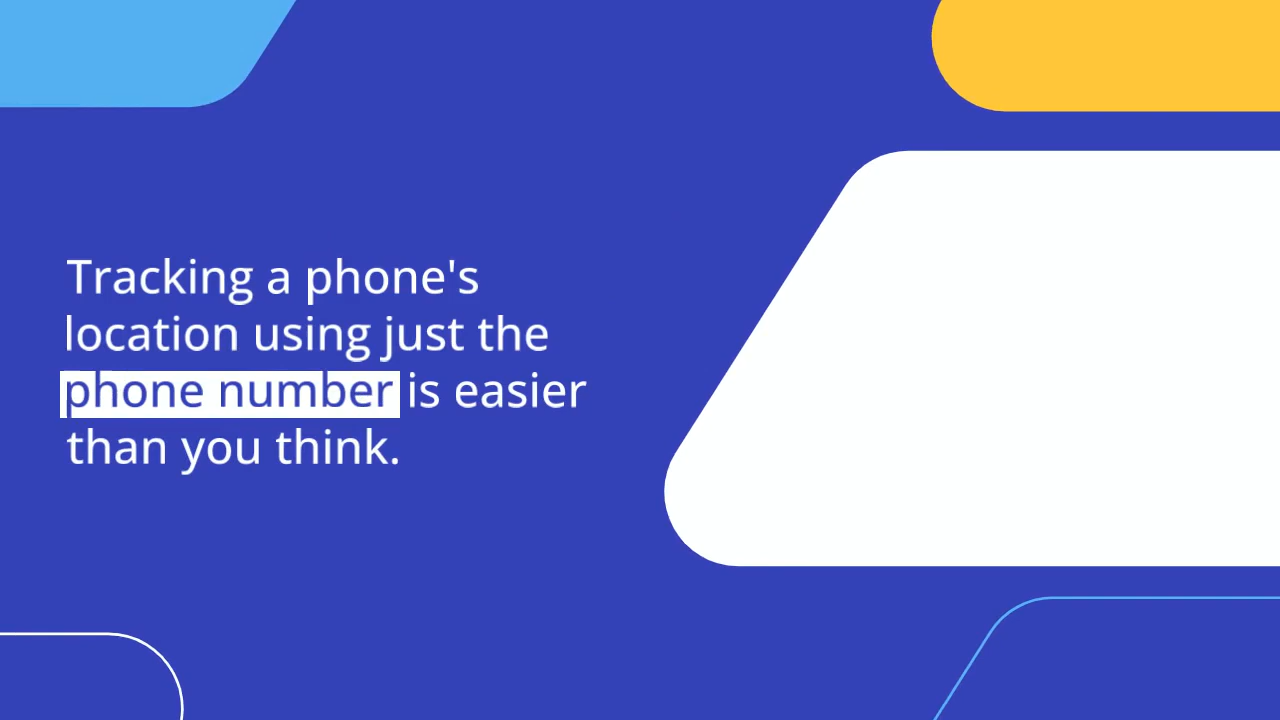 Tracking a phone's
location using just the
phone number is easier
than you think.